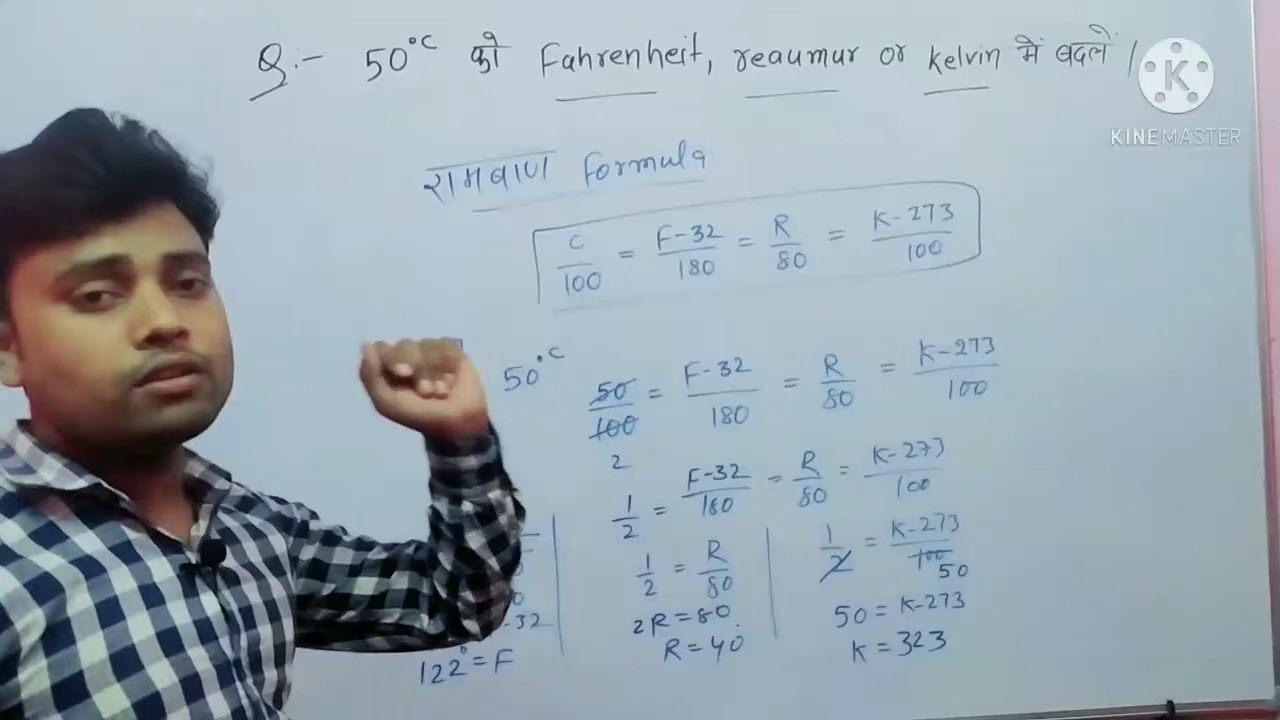 Q:- 50°C को Fahrenheit, reaumur or kelvin में बदलें।
KINEMASTER
रामबाण formula
C/100 = F-32/180 = R/80 = K-273/100
50°C 50/100 = F-32/180 = R/80 = K-273/100
2
1/2 = F-32/180 = R/80 = K-273/100
1/2 = R/80
2R = 80
R = 40
1/2 = K-273/100
50
50 = K-273
K = 323
-32
122° = F